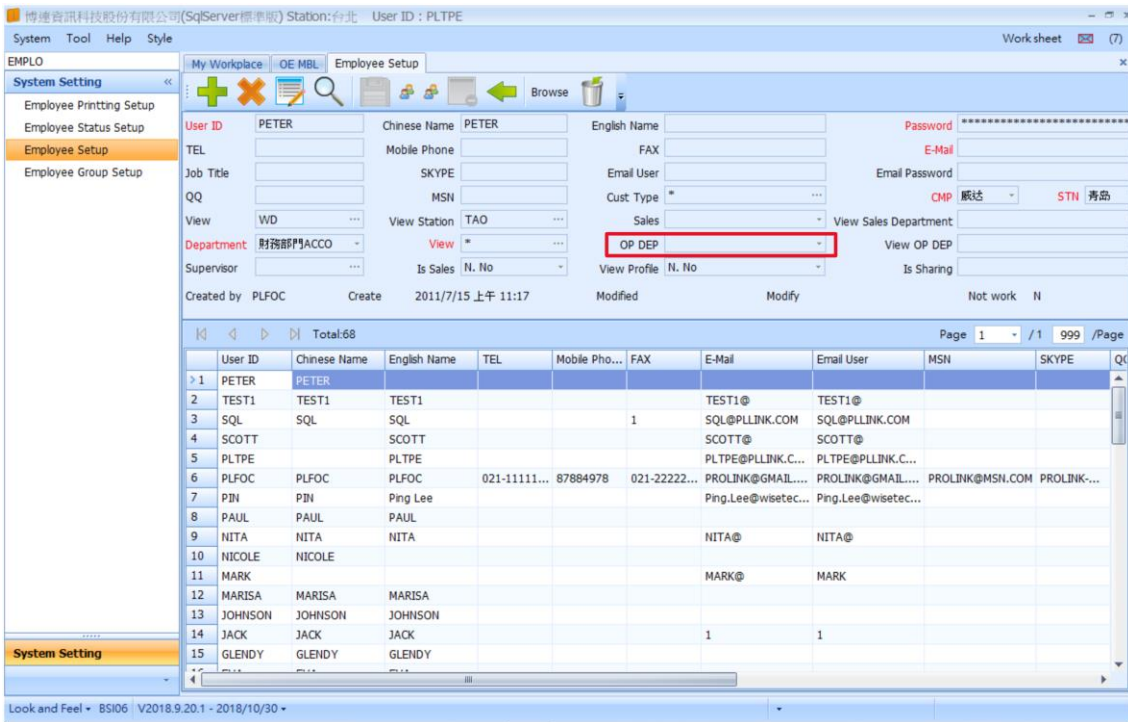 博達資訊科技股份有限公司(SqlServer標準版) Station:台北 User ID : PLTPE
System Tool Help Style Work sheet (7)
EMPLO
My Workplace OE MBL Employee Setup
System Setting «
Employee Printting Setup
Employee Status Setup
Employee Setup
Employee Group Setup
Browse
User ID PETER Chinese Name PETER English Name Password **************************
TEL Mobile Phone FAX E-Mail
Job Title SKYPE Email User Email Password
QQ MSN Cust Type * ... CMP 威达 STN 青岛
View WD ... View Station TAO ... Sales View Sales Department
Department 財務部門ACCO View * ... OP DEP View OP DEP
Supervisor ... Is Sales N. No View Profile N. No Is Sharing
Created by PLFOC Create 2011/7/15 上午 11:17 Modified Modify Not work N
Total:68 Page 1 / 1 999 /Page
User ID Chinese Name English Name TEL Mobile Pho... FAX E-Mail Email User MSN SKYPE
1 PETER PETER
2 TEST1 TEST1 TEST1 TEST1@ TEST1@
3 SQL SQL SQL 1 SQL@PLLINK.COM SQL@PLLINK.COM
4 SCOTT SCOTT SCOTT@ SCOTT@
5 PLTPE PLTPE PLTPE@PLLINK.C... PLTPE@PLLINK.C...
6 PLFOC PLFOC PLFOC 021-11111... 87884978 021-22222... PROLINK@GMAIL.... PROLINK@GMAIL.... PROLINK@MSN.COM PROLINK-...
7 PIN PIN Ping Lee Ping.Lee@wisetec... Ping.Lee@wisetec...
8 PAUL PAUL PAUL
9 NITA NITA NITA NITA@ NITA@
10 NICOLE NICOLE
11 MARK MARK@ MARK
12 MARISA MARISA MARISA
13 JOHNSON JOHNSON JOHNSON
14 JACK JACK JACK 1 1
15 GLENDY GLENDY GLENDY
System Setting
Look and Feel BSI06 V2018.9.20.1 - 2018/10/30